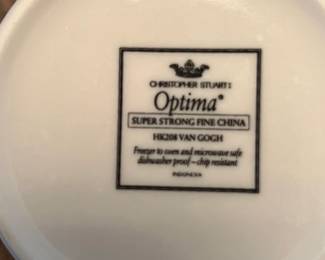 CHRISTOPHER STUART
Optima®
SUPER STRONG FINE CHINA
HK208 VAN GOGH
Freezer to oven and microwave safe
dishwasher proof—chip resistant
INDONESIA